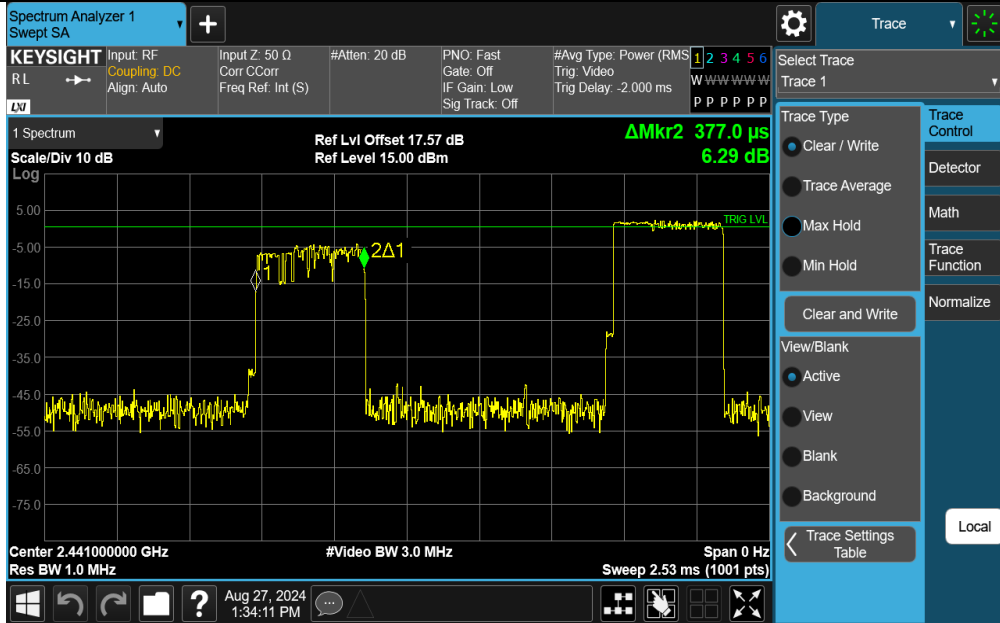 Spectrum Analyzer 1
Swept SA
Trace
KEYSIGHT
R L
LXI
Input: RF
Coupling: DC
Align: Auto
Input Z: 50 Ω
Corr CCorr
Freq Ref: Int (S)
#Atten: 20 dB
PNO: Fast
Gate: Off
IF Gain: Low
Sig Track: Off
#Avg Type: Power (RMS
Trig: Video
Trig Delay: -2.000 ms
1 2 3 4 5 6
W W W W W W
P P P P P P
Select Trace
Trace 1
1 Spectrum
Scale/Div 10 dB
Log
Ref Lvl Offset 17.57 dB
Ref Level 15.00 dBm
ΔMkr2 377.0 µs
6.29 dB
5.00
-5.00
-15.0
-25.0
-35.0
-45.0
-55.0
-65.0
-75.0
TRIG LVL
1
2Δ1
Center 2.441000000 GHz
Res BW 1.0 MHz
#Video BW 3.0 MHz
Span 0 Hz
Sweep 2.53 ms (1001 pts)
Trace Type
Clear / Write
Trace Average
Max Hold
Min Hold
Clear and Write
View/Blank
Active
View
Blank
Background
Trace Settings
Table
Trace
Control
Detector
Math
Trace
Function
Normalize
Local
Aug 27, 2024
1:34:11 PM